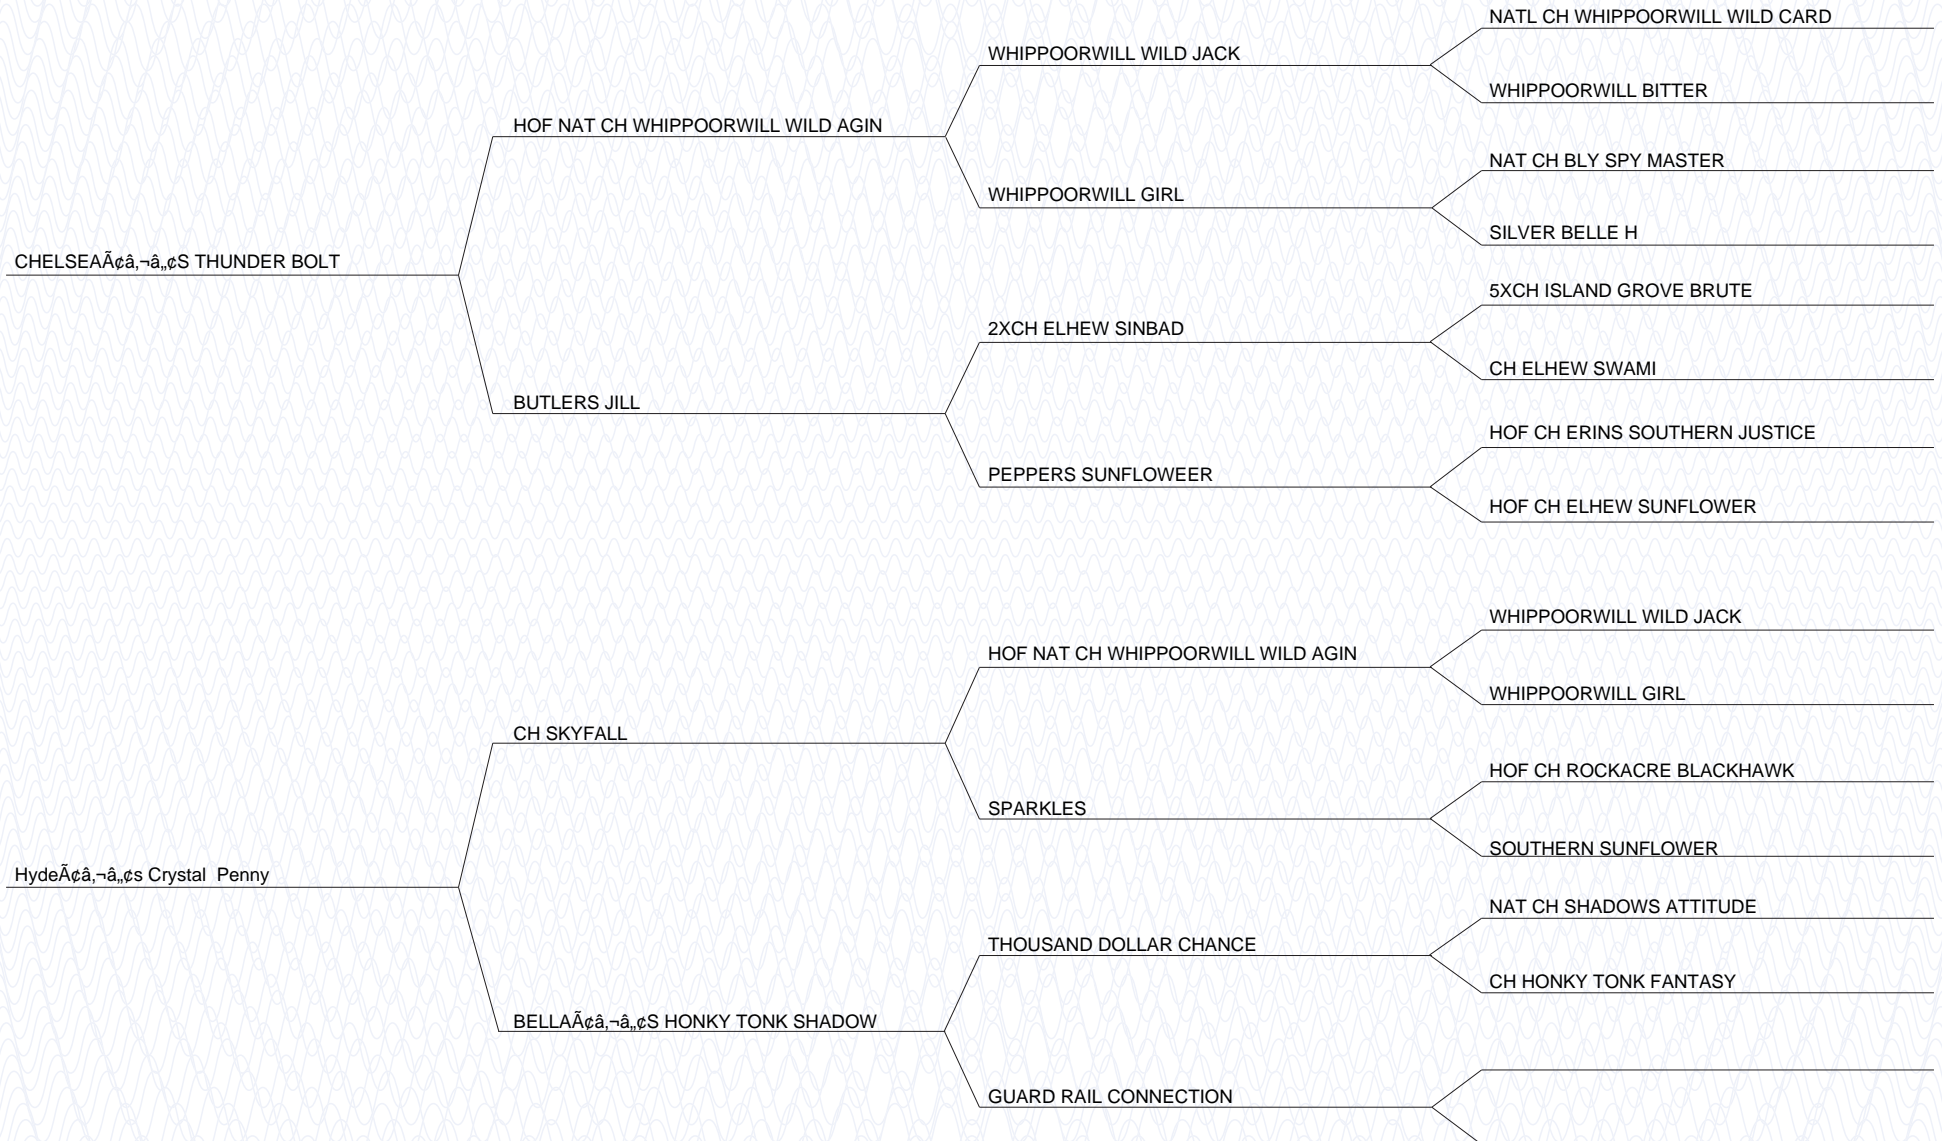 NATL CH WHIPPOORWILL WILD CARD
WHIPPOORWILL WILD JACK
WHIPPOORWILL BITTER
HOF NAT CH WHIPPOORWILL WILD AGIN
NAT CH BLY SPY MASTER
WHIPPOORWILL GIRL
SILVER BELLE H
CHELSEAÃ¢â‚¬â„¢S THUNDER BOLT
5XCH ISLAND GROVE BRUTE
2XCH ELHEW SINBAD
CH ELHEW SWAMI
BUTLERS JILL
HOF CH ERINS SOUTHERN JUSTICE
PEPPERS SUNFLOWEER
HOF CH ELHEW SUNFLOWER
WHIPPOORWILL WILD JACK
HOF NAT CH WHIPPOORWILL WILD AGIN
WHIPPOORWILL GIRL
CH SKYFALL
HOF CH ROCKACRE BLACKHAWK
SPARKLES
SOUTHERN SUNFLOWER
HydeÃ¢â‚¬â„¢s Crystal  Penny
NAT CH SHADOWS ATTITUDE
THOUSAND DOLLAR CHANCE
CH HONKY TONK FANTASY
BELLAÃ¢â‚¬â„¢S HONKY TONK SHADOW
GUARD RAIL CONNECTION